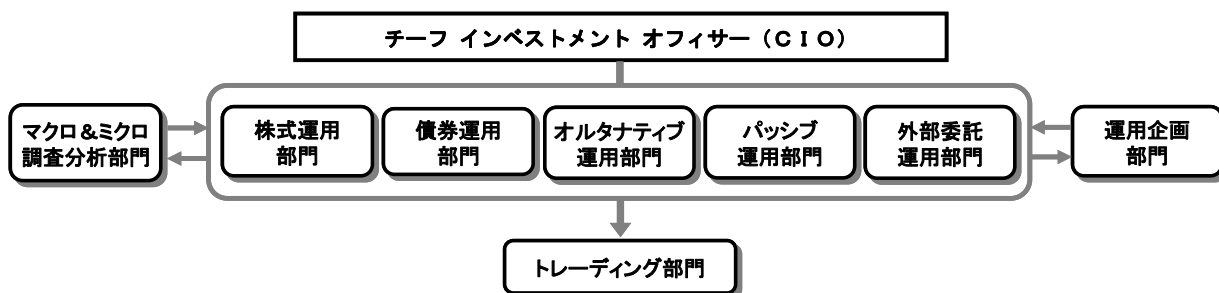 チーフ インベストメント オフィサー（ＣＩＯ）
マクロ＆ミクロ
調査分析部門
株式運用
部門
債券運用
部門
オルタナティブ
運用部門
パッシブ
運用部門
外部委託
運用部門
運用企画
部門
トレーディング部門